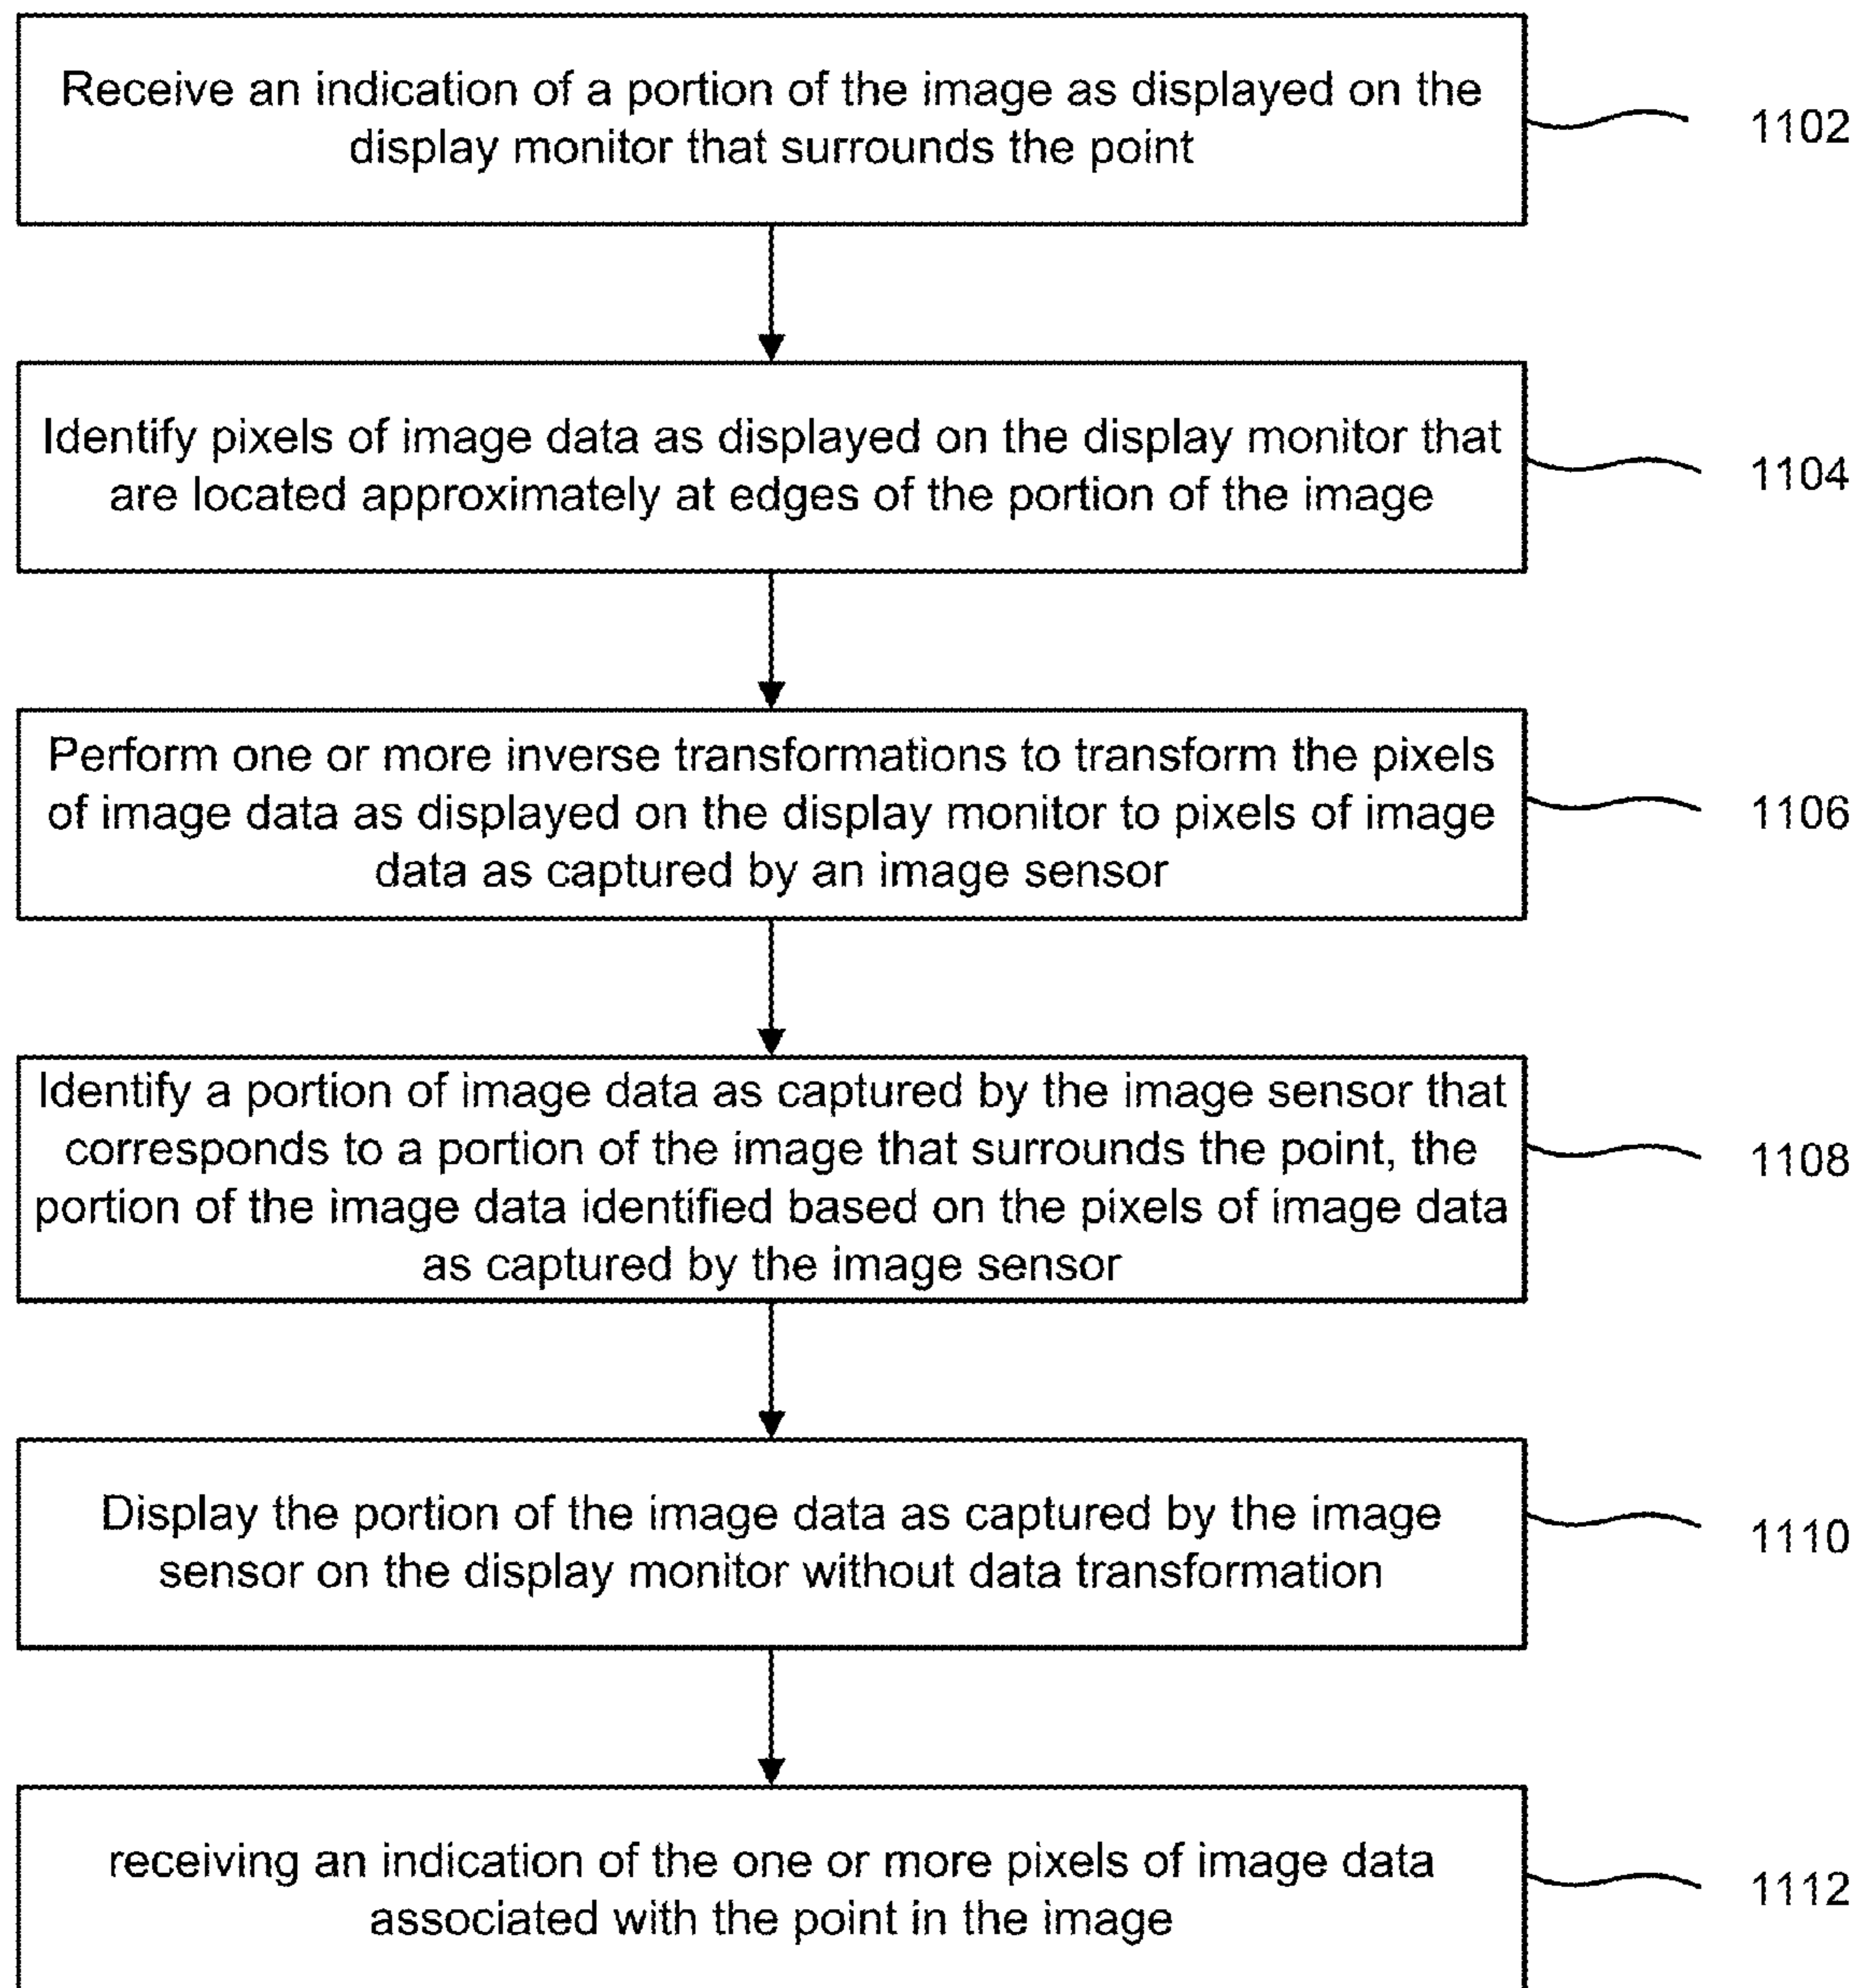 Receive an indication of a portion of the image as displayed on the
display monitor that surrounds the point
1102
Identify pixels of image data as displayed on the display monitor that
are located approximately at edges of the portion of the image
1104
Perform one or more inverse transformations to transform the pixels
of image data as displayed on the display monitor to pixels of image
data as captured by an image sensor
1106
Identify a portion of image data as captured by the image sensor that
corresponds to a portion of the image that surrounds the point, the
portion of the image data identified based on the pixels of image data
as captured by the image sensor
1108
Display the portion of the image data as captured by the image
sensor on the display monitor without data transformation
1110
receiving an indication of the one or more pixels of image data
associated with the point in the image
1112